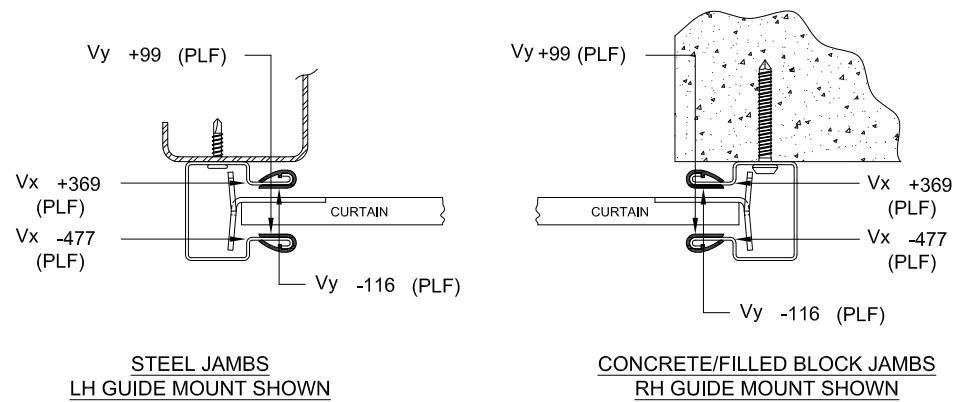 Vy +99 (PLF)
Vx +369
(PLF)
Vx -477
(PLF)
CURTAIN
Vy -116 (PLF)
STEEL JAMBS
LH GUIDE MOUNT SHOWN
Vy +99 (PLF)
Vx +369
(PLF)
Vx -477
(PLF)
CURTAIN
Vy -116 (PLF)
CONCRETE/FILLED BLOCK JAMBS
RH GUIDE MOUNT SHOWN